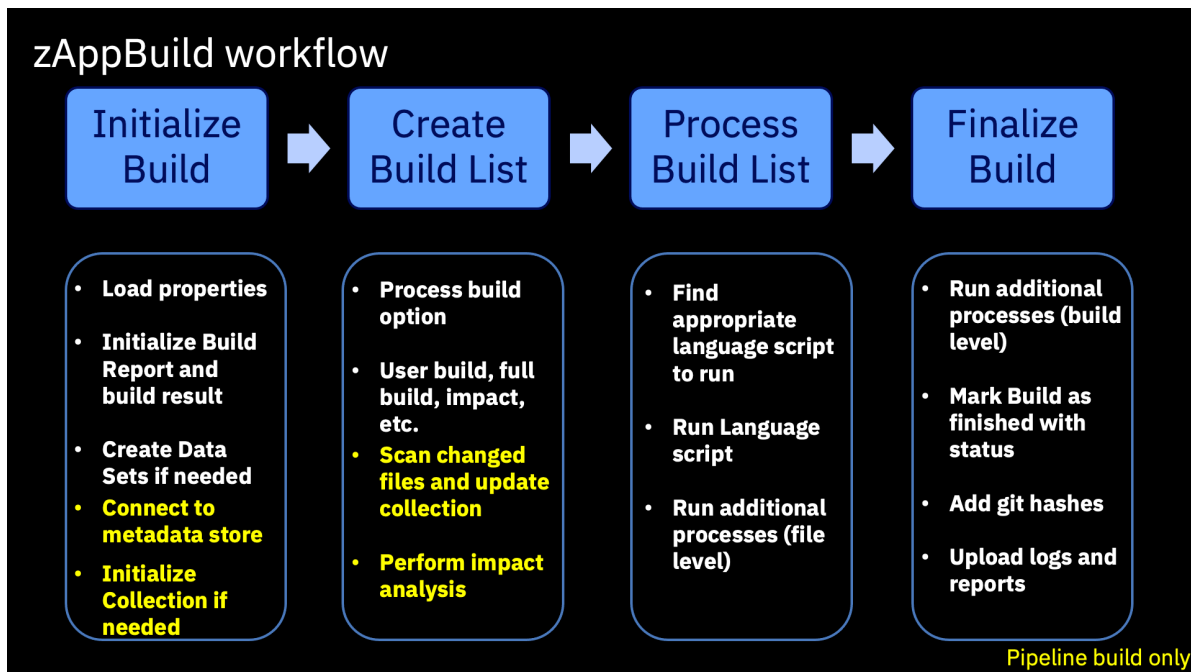 zAppBuild workflow
Initialize
Build
Create
Build List
Process
Build List
Finalize
Build
• Load properties
• Initialize Build
Report and
build result
• Create Data
Sets if needed
• Connect to
metadata store
• Initialize
Collection if
needed
• Process build
option
• User build, full
build, impact,
etc.
• Scan changed
files and update
collection
• Perform impact
analysis
• Find
appropriate
language script
to run
• Run Language
script
• Run additional
processes (file
level)
• Run additional
processes (build
level)
• Mark Build as
finished with
status
• Add git hashes
• Upload logs and
reports
Pipeline build only